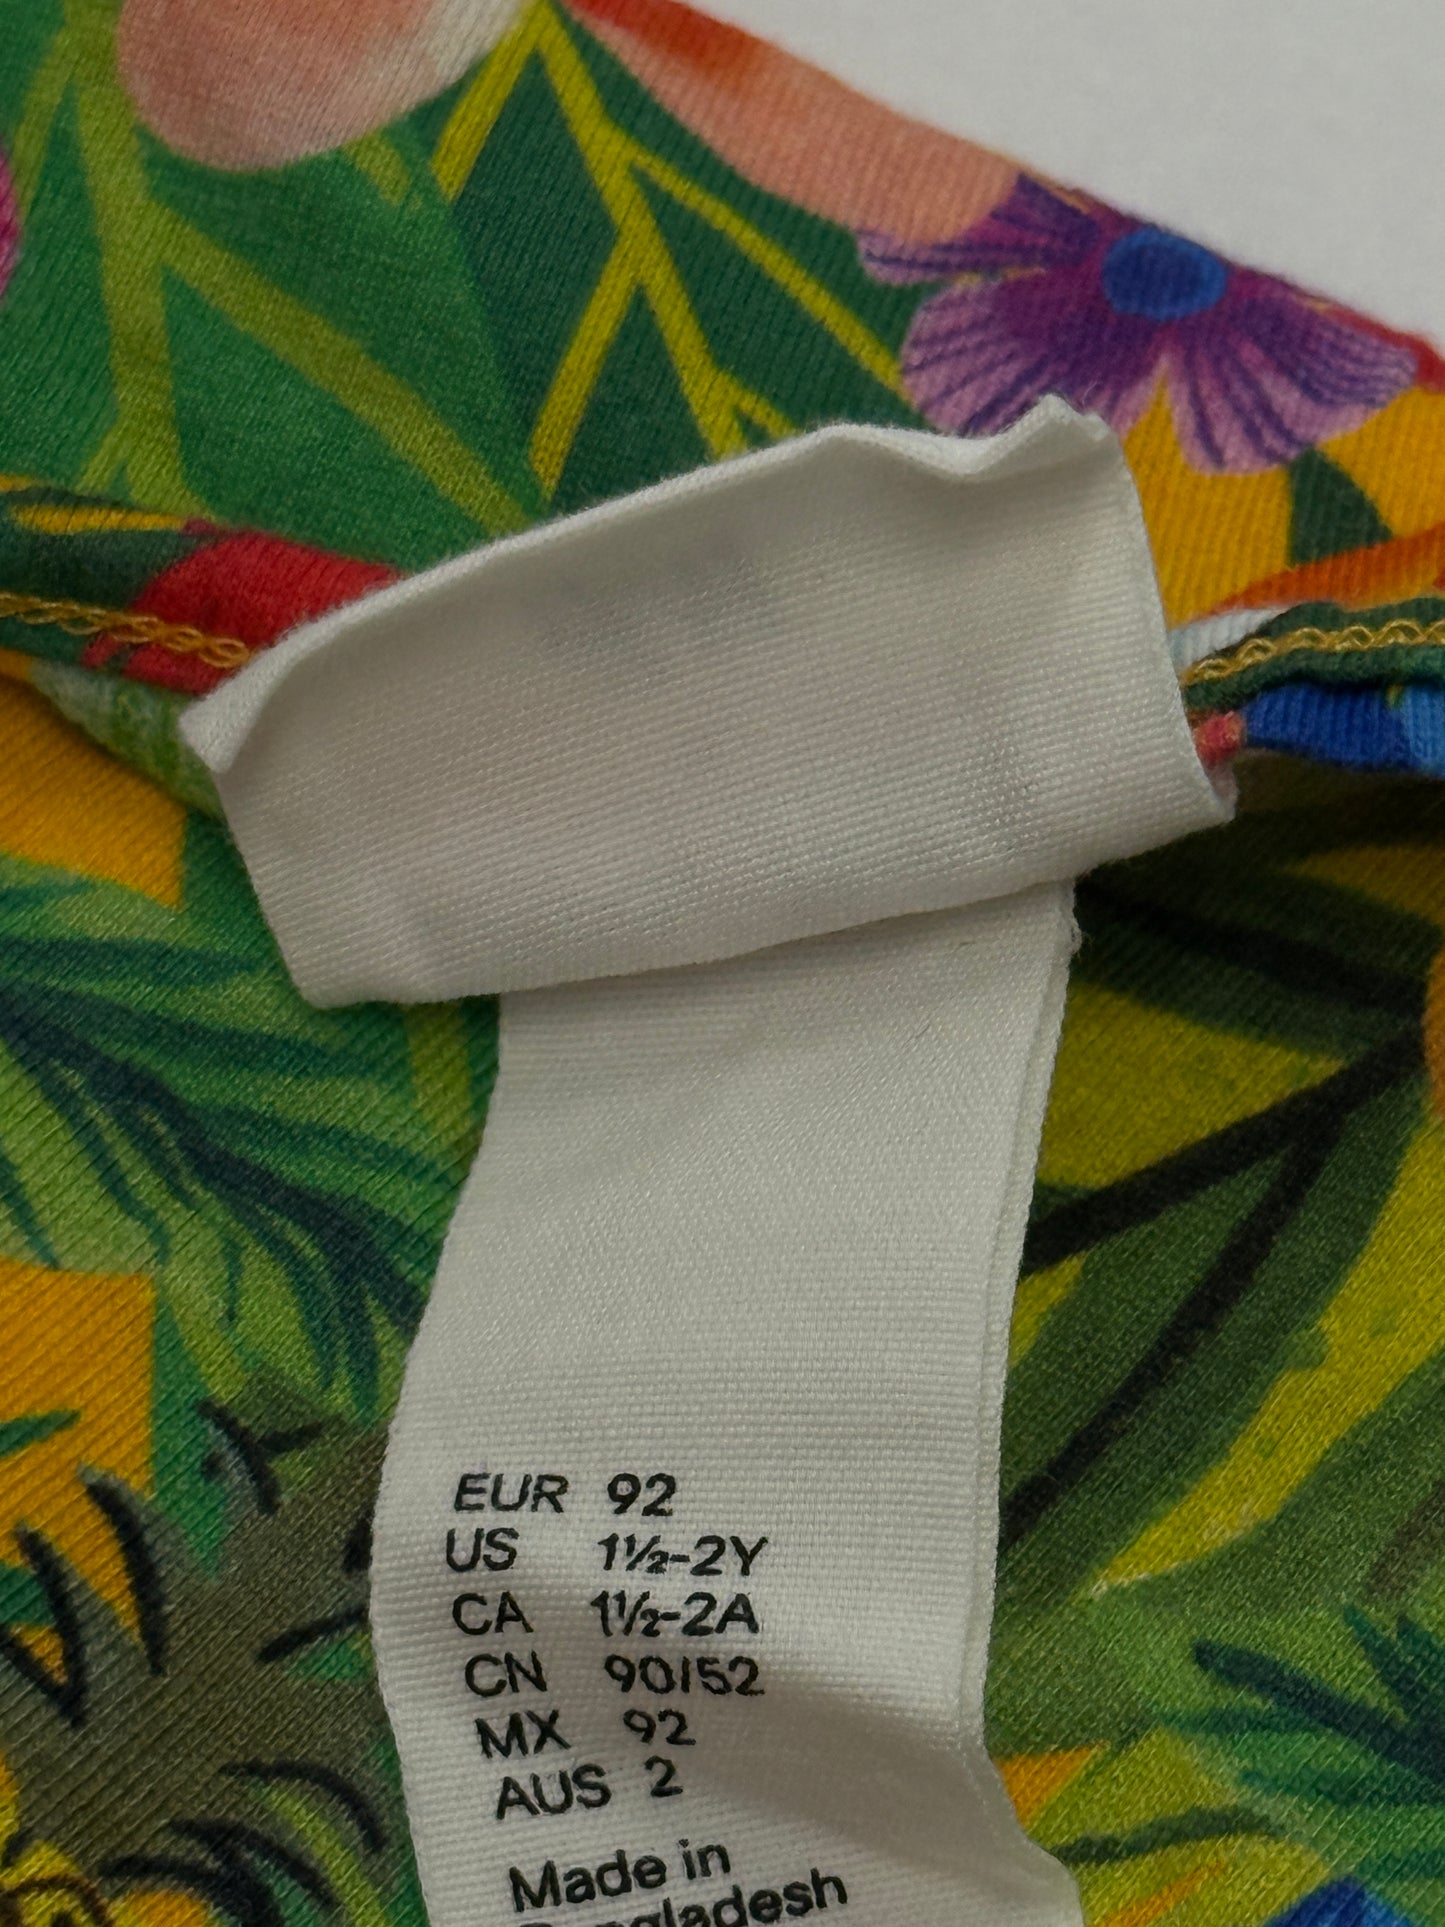 EUR 92
US 1½-2Y
CA 1½-2A
CN 90/52
MX 92
AUS 2
Made in
Bangladesh